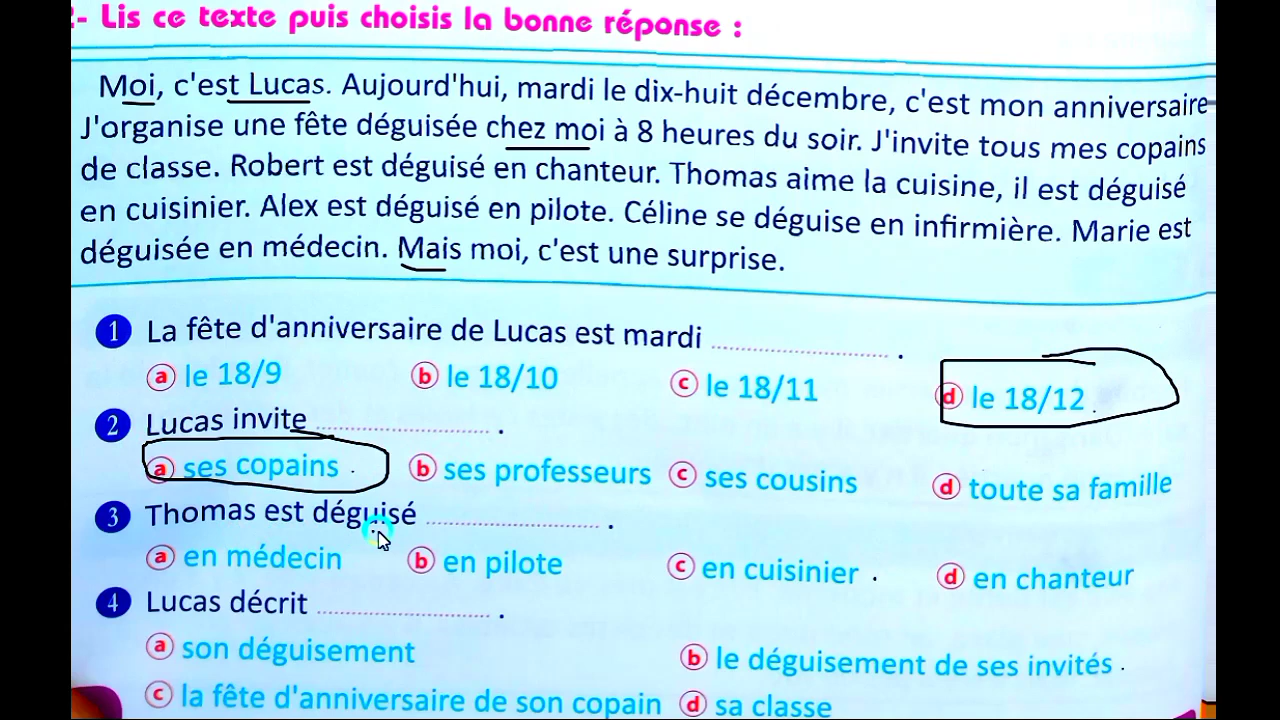 2- Lis ce texte puis choisis la bonne réponse :
Moi, c'est Lucas. Aujourd'hui, mardi le dix-huit décembre, c'est mon anniversaire
J'organise une fête déguisée chez moi à 8 heures du soir. J'invite tous mes copains
de classe. Robert est déguisé en chanteur. Thomas aime la cuisine, il est déguisé
en cuisinier. Alex est déguisé en pilote. Céline se déguise en infirmière. Marie est
déguisée en médecin. Mais moi, c'est une surprise.
1 La fête d'anniversaire de Lucas est mardi .................... .
a le 18/9 b le 18/10 c le 18/11 d le 18/12
2 Lucas invite .................... .
a ses copains b ses professeurs c ses cousins d toute sa famille
3 Thomas est déguisé .................... .
a en médecin b en pilote c en cuisinier d en chanteur
4 Lucas décrit .................... .
a son déguisement b le déguisement de ses invités
c la fête d'anniversaire de son copain d sa classe